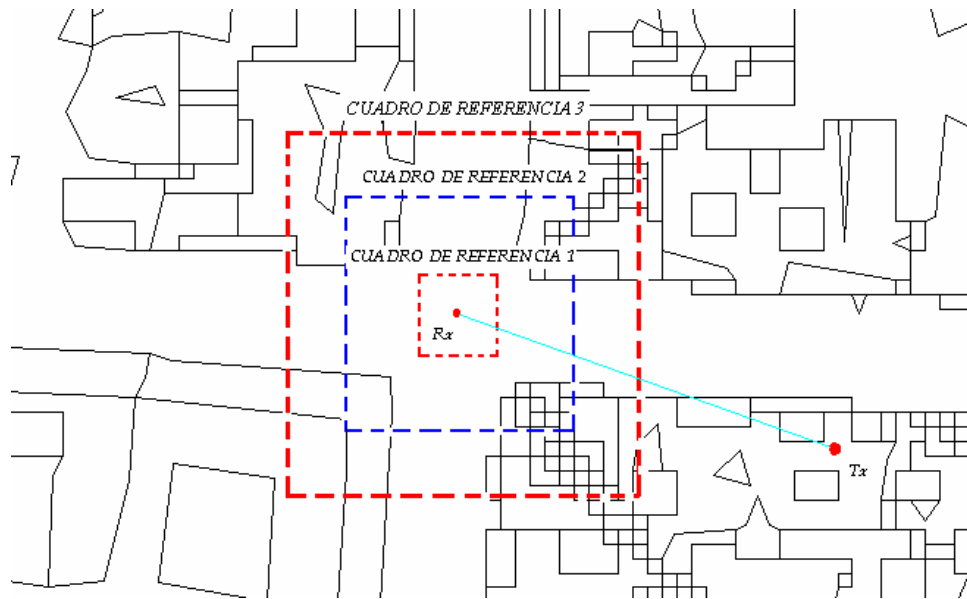 CUADRO DE REFERENCIA 3
CUADRO DE REFERENCIA 2
CUADRO DE REFERENCIA 1
Rx
Tx